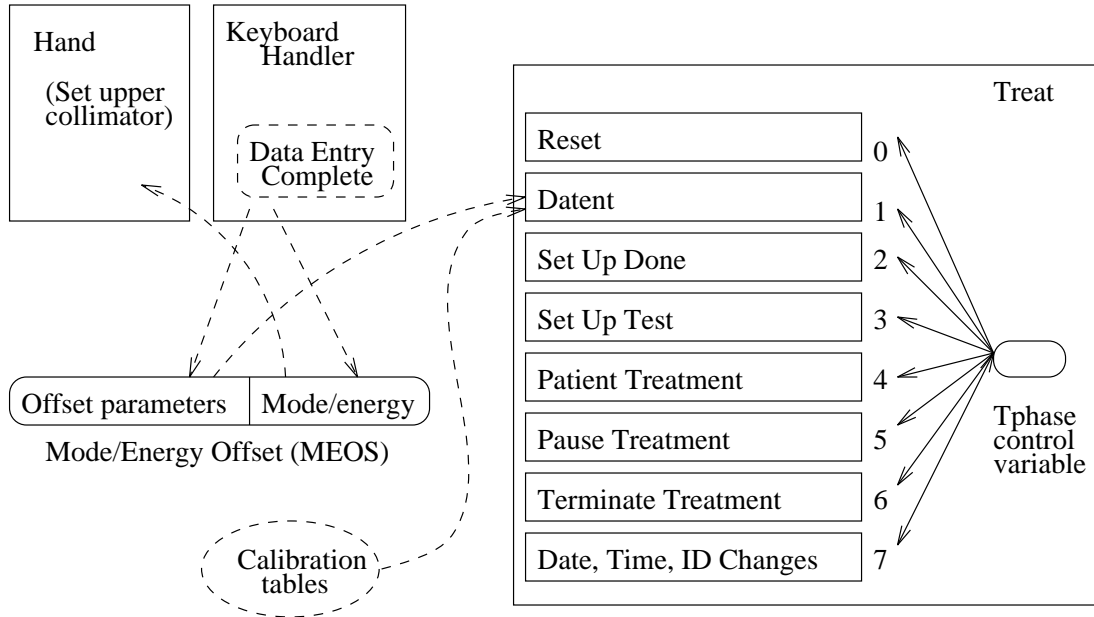 Hand
(Set upper
collimator)
Keyboard
Handler
Data Entry
Complete
Offset parameters
Mode/energy
Mode/Energy Offset (MEOS)
Calibration
tables
Treat
Reset
0
Datent
1
Set Up Done
2
Set Up Test
3
Patient Treatment
4
Pause Treatment
5
Terminate Treatment
6
Date, Time, ID Changes
7
Tphase
control
variable